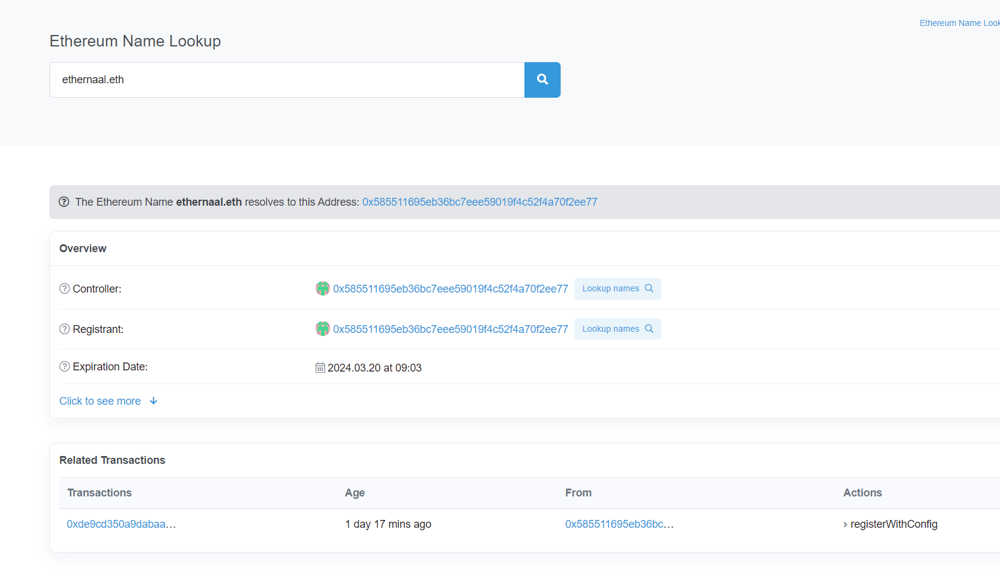 Ethereum Name Look
Ethereum Name Lookup
ethernaal.eth
The Ethereum Name ethernaal.eth resolves to this Address: 0x585511695eb36bc7eee59019f4c52f4a70f2ee77
Overview
Controller: 0x585511695eb36bc7eee59019f4c52f4a70f2ee77 Lookup names
Registrant: 0x585511695eb36bc7eee59019f4c52f4a70f2ee77 Lookup names
Expiration Date: 2024.03.20 at 09:03
Click to see more
Related Transactions
Transactions Age From Actions
0xde9cd350a9dabaa… 1 day 17 mins ago 0x585511695eb36bc… registerWithConfig